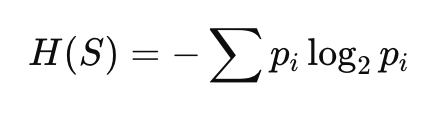 H(S) = − ∑ pᵢ log₂ pᵢ